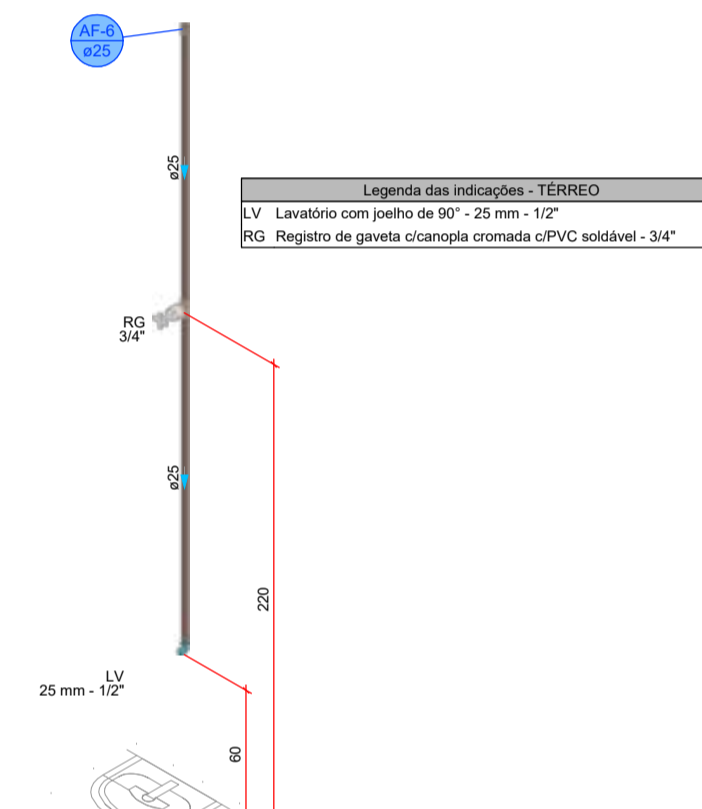 AF-6
ø25
ø25
Legenda das indicações - TÉRREO
LV Lavatório com joelho de 90° - 25 mm - 1/2"
RG Registro de gaveta c/canopla cromada c/PVC soldável - 3/4"
RG
3/4"
ø25
220
LV
25 mm - 1/2"
60